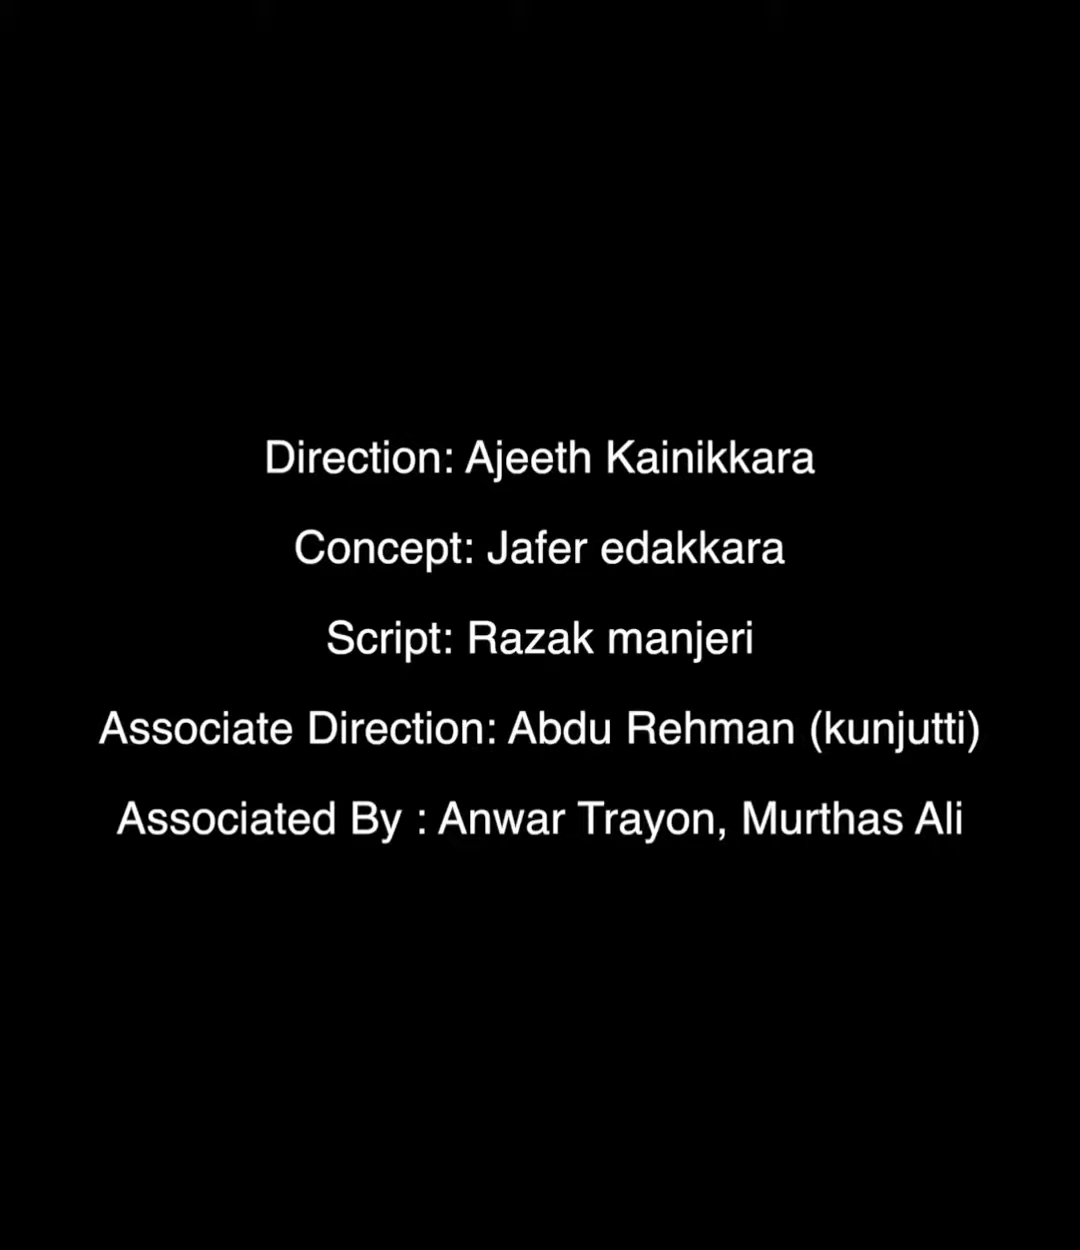 Direction: Ajeeth Kainikkara
Concept: Jafer edakkara
Script: Razak manjeri
Associate Direction: Abdu Rehman (kunjutti)
Associated By : Anwar Trayon, Murthas Ali